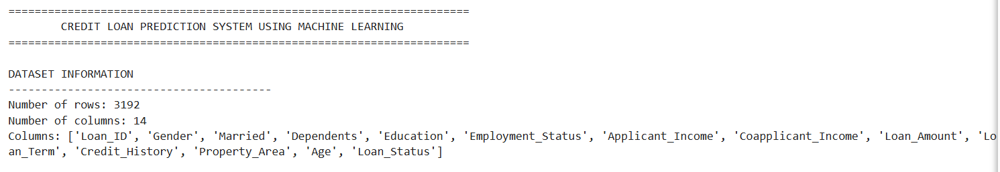 ======================================================================
CREDIT LOAN PREDICTION SYSTEM USING MACHINE LEARNING
======================================================================
DATASET INFORMATION
----------------------------------------
Number of rows: 3192
Number of columns: 14
Columns: ['Loan_ID', 'Gender', 'Married', 'Dependents', 'Education', 'Employment_Status', 'Applicant_Income', 'Coapplicant_Income', 'Loan_Amount', 'Lo
an_Term', 'Credit_History', 'Property_Area', 'Age', 'Loan_Status']